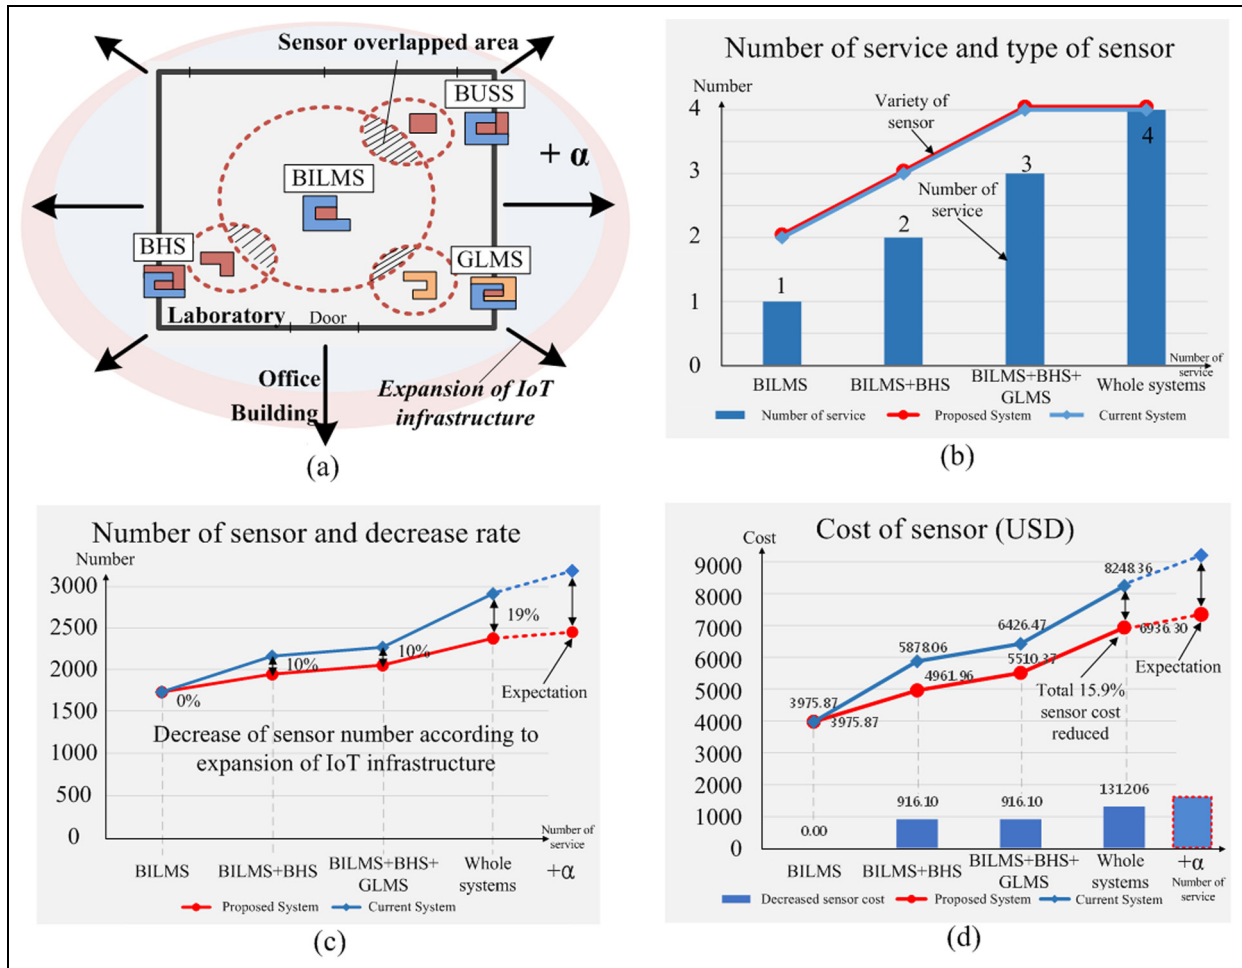 Sensor overlapped area
BUSS
+ α
BILMS
BHS
GLMS
Laboratory
Door
Office
Building
Expansion of IoT
infrastructure
(a)
Number of service and type of sensor
Number
4
3
2
1
0
Variety of
sensor
Number of
service
1
2
3
4
BILMS
BILMS+BHS
BILMS+BHS+
GLMS
Whole systems
Number of
service
Number of service
Proposed System
Current System
(b)
Number of sensor and decrease rate
Number
3000
2500
2000
1500
1000
500
0
0%
10%
10%
19%
Expectation
Decrease of sensor number according to
expansion of IoT infrastructure
BILMS
BILMS+BHS
BILMS+BHS+
GLMS
Whole
systems
Number of
service
+α
Proposed System
Current System
(c)
Cost of sensor (USD)
Cost
9000
8000
7000
6000
5000
4000
3000
2000
1000
0
3975.87
3975.87
5878.06
4961.96
6426.47
5510.37
8248.36
6936.30
Expectation
Total 15.9%
sensor cost
reduced
0.00
916.10
916.10
1312.06
BILMS
BILMS+BHS
BILMS+BHS+
GLMS
Whole
systems
+α
Number of
service
Decreased sensor cost
Proposed System
Current System
(d)